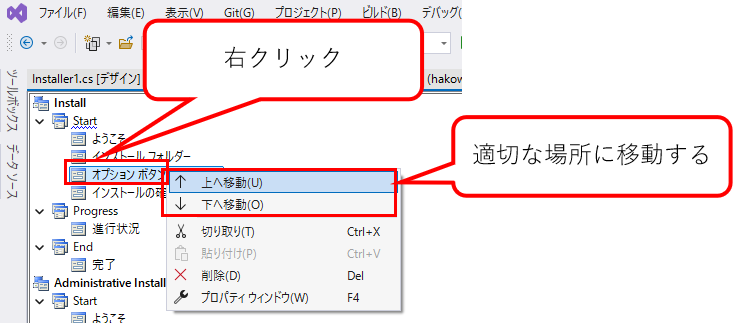 ファイル(F) 編集(E) 表示(V) Git(G) プロジェクト(P) ビルド(B) デバッグ(
右クリック
Installer1.cs [デザイン] (hakow
ツールボックス
データ ソース
Install
Start
ようこそ
インストール フォルダー
オプション ボタン
インストールの確
Progress
進行状況
End
完了
Administrative Install
Start
ようこそ
上へ移動(U)
下へ移動(O)
切り取り(T) Ctrl+X
貼り付け(P) Ctrl+V
削除(D) Del
プロパティ ウィンドウ(W) F4
適切な場所に移動する